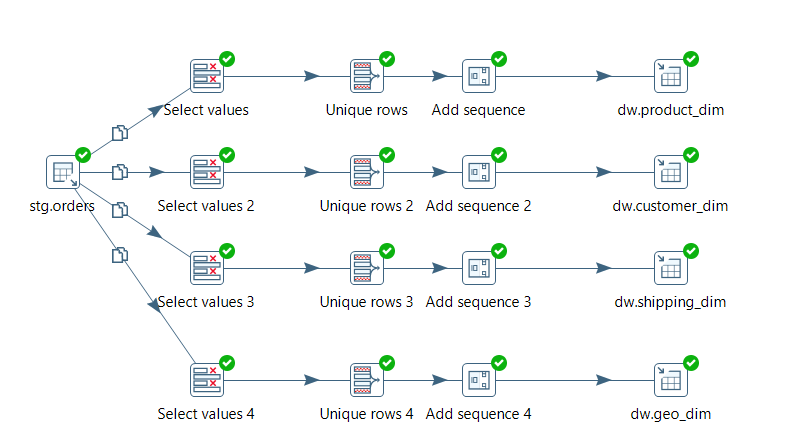 Select values
Unique rows
Add sequence
dw.product_dim
stg.orders
Select values 2
Unique rows 2
Add sequence 2
dw.customer_dim
Select values 3
Unique rows 3
Add sequence 3
dw.shipping_dim
Select values 4
Unique rows 4
Add sequence 4
dw.geo_dim